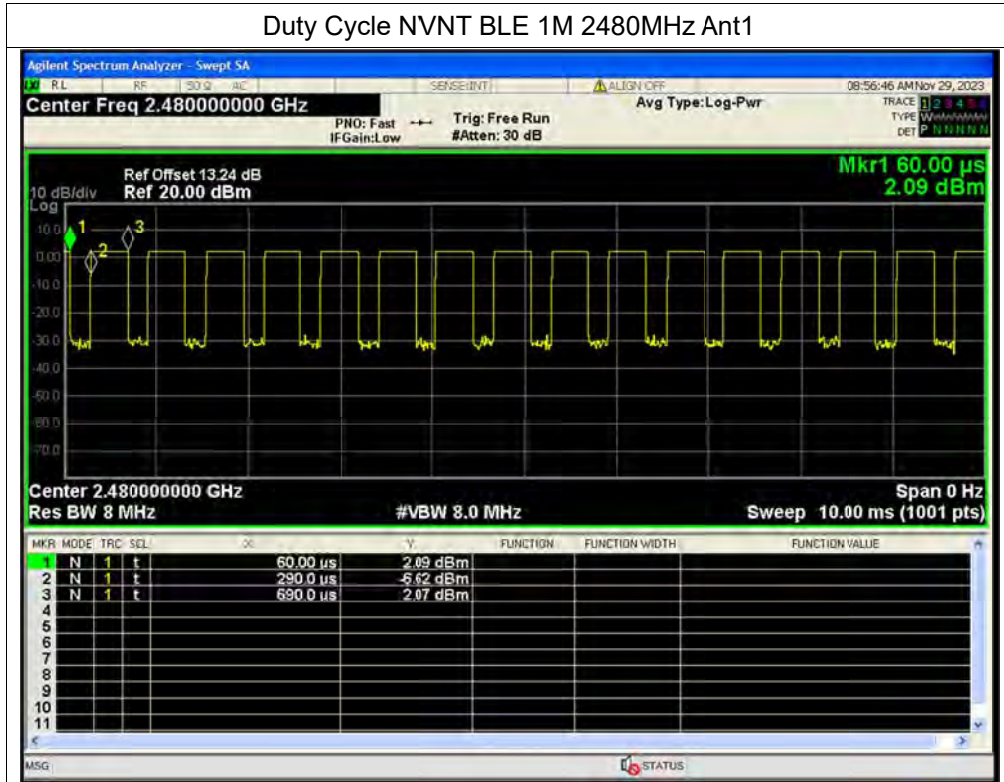 Duty Cycle NVNT BLE 1M 2480MHz Ant1
Agilent Spectrum Analyzer - Swept SA
RL RF 50 Ω AC SENSE:INT ALIGN OFF 08:56:46 AM Nov 29, 2023
Center Freq 2.480000000 GHz Avg Type:Log-Pwr TRACE 1 2 3 4 5 6
PNO: Fast Trig: Free Run TYPE W
IFGain:Low #Atten: 30 dB DET P N N N N N
Mkr1 60.00 µs
Ref Offset 13.24 dB
10 dB/div Ref 20.00 dBm 2.09 dBm
Log
10.0 1 3
0.00 2
-10.0
-20.0
-30.0
-40.0
-50.0
-60.0
-70.0
Center 2.480000000 GHz Span 0 Hz
Res BW 8 MHz #VBW 8.0 MHz Sweep 10.00 ms (1001 pts)
MKR MODE TRC SCL X Y FUNCTION FUNCTION WIDTH FUNCTION VALUE
1 N 1 t 60.00 µs 2.09 dBm
2 N 1 t 290.0 µs -6.62 dBm
3 N 1 t 690.0 µs 2.07 dBm
4
5
6
7
8
9
10
11
MSG STATUS